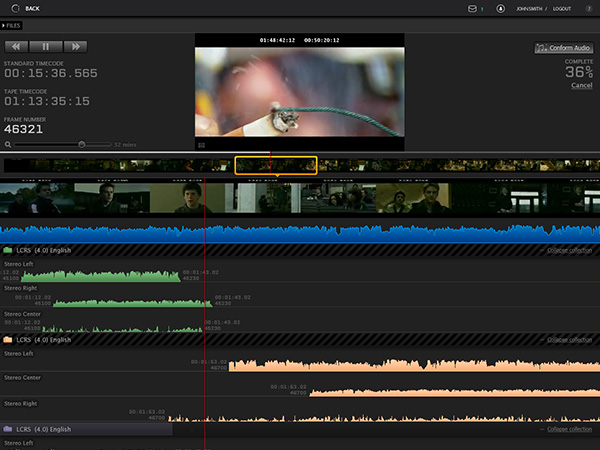 BACK
!
JOHNSMITH / LOGOUT
?
FILES
01:48:42:12 00:50:20:12
Conform Audio
STANDARD TIMECODE
00:15:36.565
COMPLETE
36%
Cancel
TAPE TIMECODE
01:13:35:15
FRAME NUMBER
46321
52 mins
LCRS (4.0) English
Collapse collection
Stereo Left
:12.02
46100
00:01:43.02
46230
Stereo Right
00:01:12.02
46100
00:01:43.02
46700
Stereo Center
00:01:12.02
46100
00:01:43.02
46230
LCRS (4.0) English
Collapse collection
Stereo Left
00:01:53.02
46700
Stereo Center
00:01:53.02
46700
Stereo Right
00:01:53.02
46700
LCRS (4.0) English
Collapse collection
Stereo Left